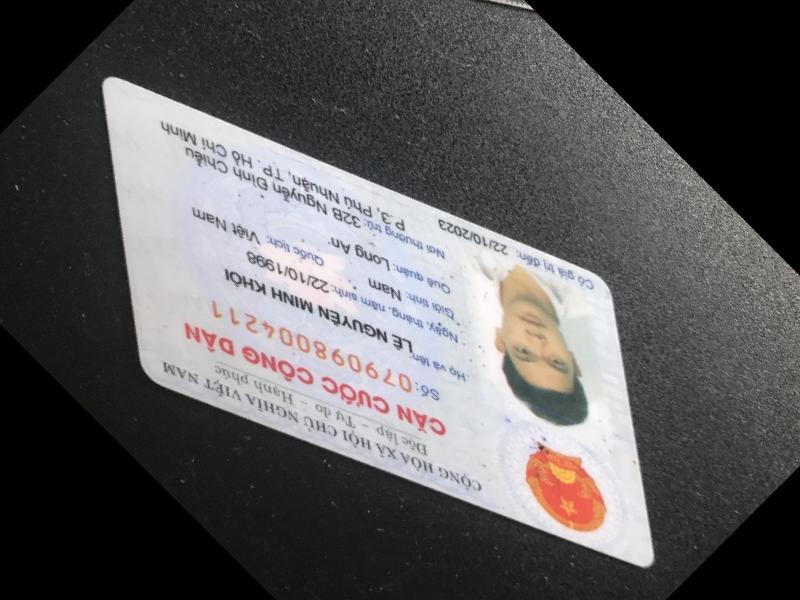 CỘNG HÒA XÃ HỘI CHỦ NGHĨA VIỆT NAM
Độc lập - Tự do - Hạnh phúc
CĂN CƯỚC CÔNG DÂN
Số: 079098004211
Họ và tên: LÊ NGUYỄN MINH KHÔI
Ngày, tháng, năm sinh: 22/10/1998
Giới tính: Nam Quốc tịch: Việt Nam
Quê quán: Long An
Nơi thường trú: 32B Nguyễn Đình Chiểu
P.3, Phú Nhuận, TP. Hồ Chí Minh
Có giá trị đến: 22/10/2023